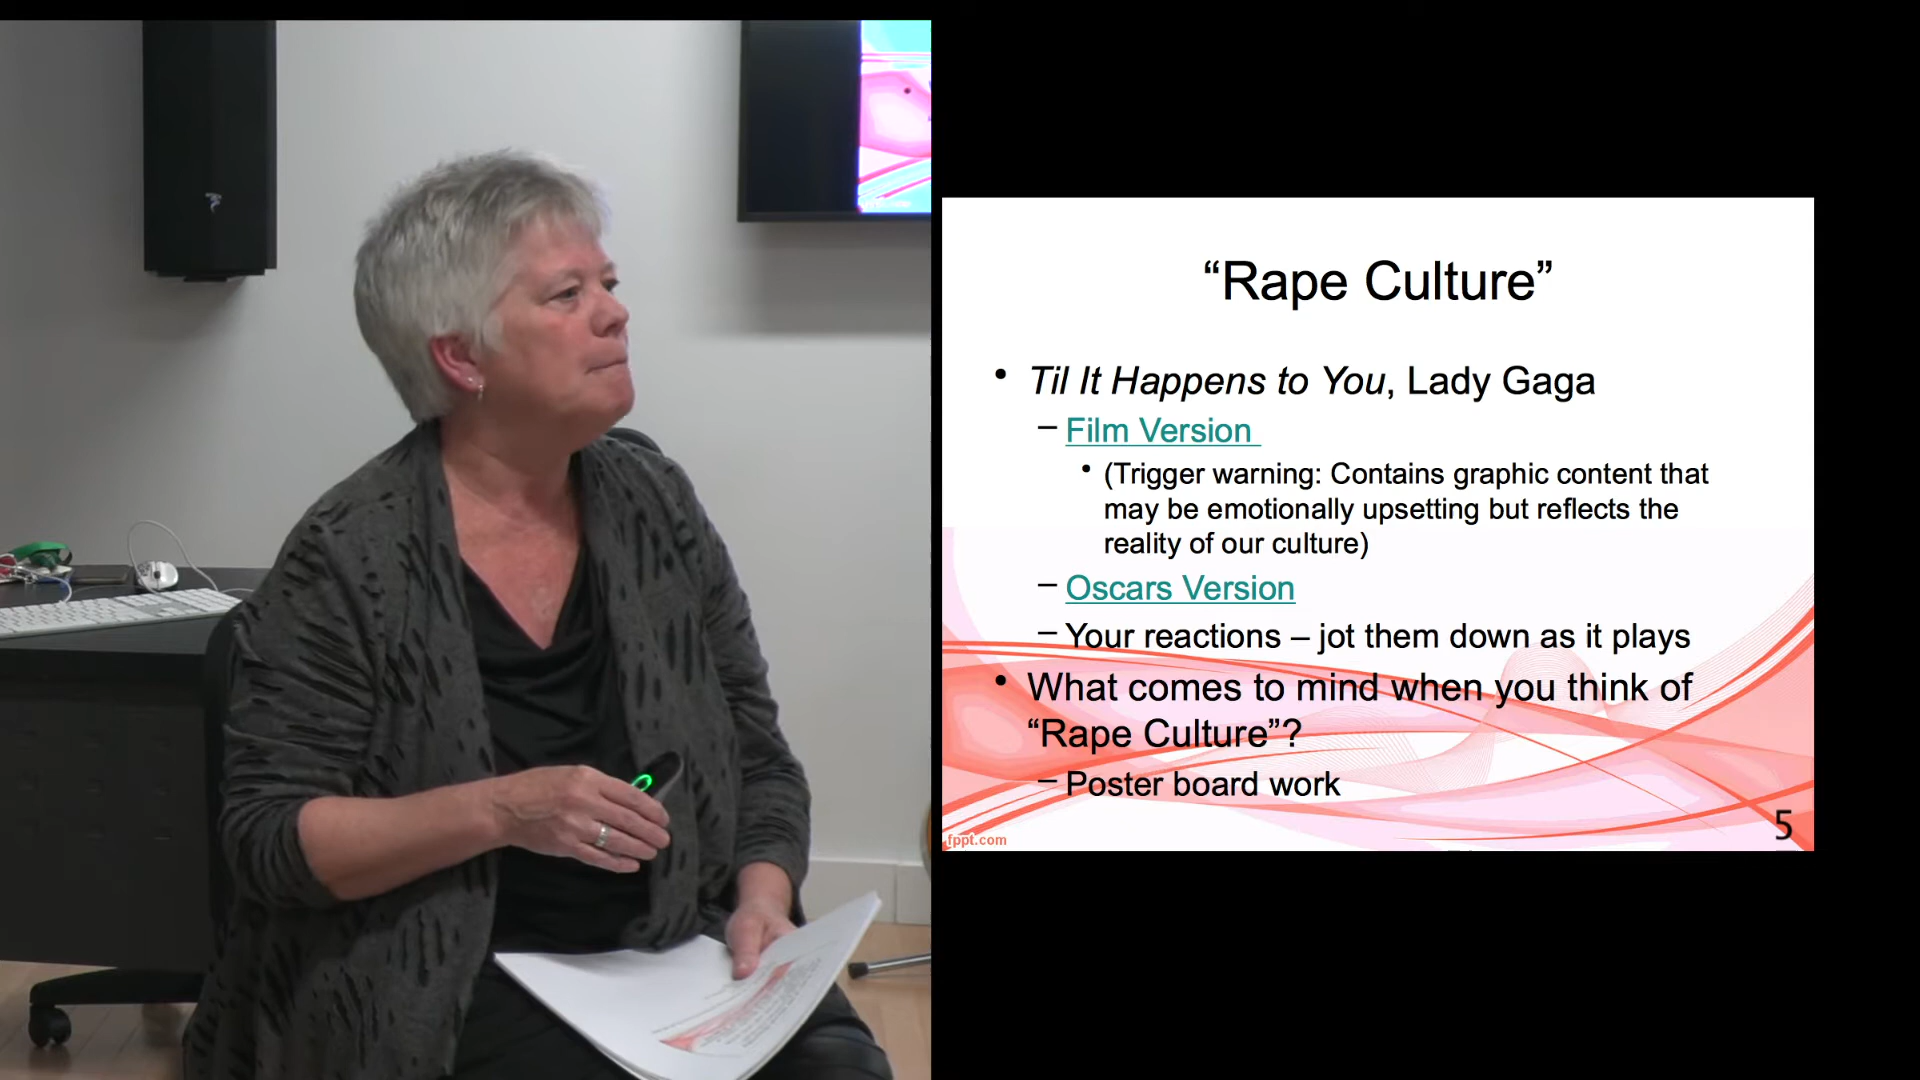 “Rape Culture”
• Til It Happens to You, Lady Gaga
– Film Version
• (Trigger warning: Contains graphic content that
may be emotionally upsetting but reflects the
reality of our culture)
– Oscars Version
– Your reactions – jot them down as it plays
• What comes to mind when you think of
“Rape Culture”?
– Poster board work
fppt.com
5